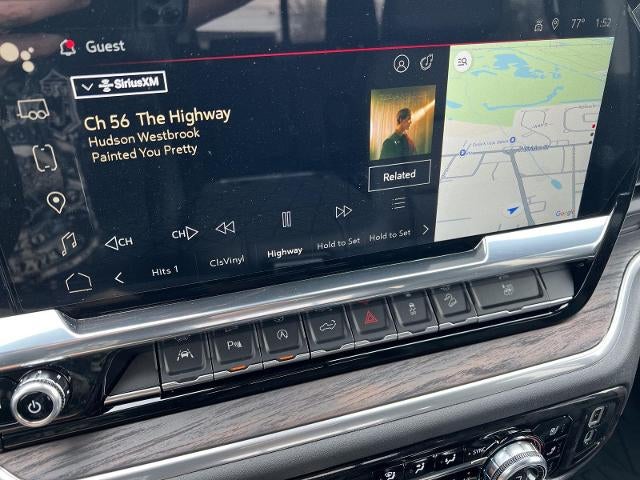 Guest
77° 1:52
SiriusXM
Ch 56 The Highway
Hudson Westbrook
Painted You Pretty
Related
CH CH
Hits 1 ClsVinyl Highway Hold to Set Hold to Set
Google
P
A
SYNC